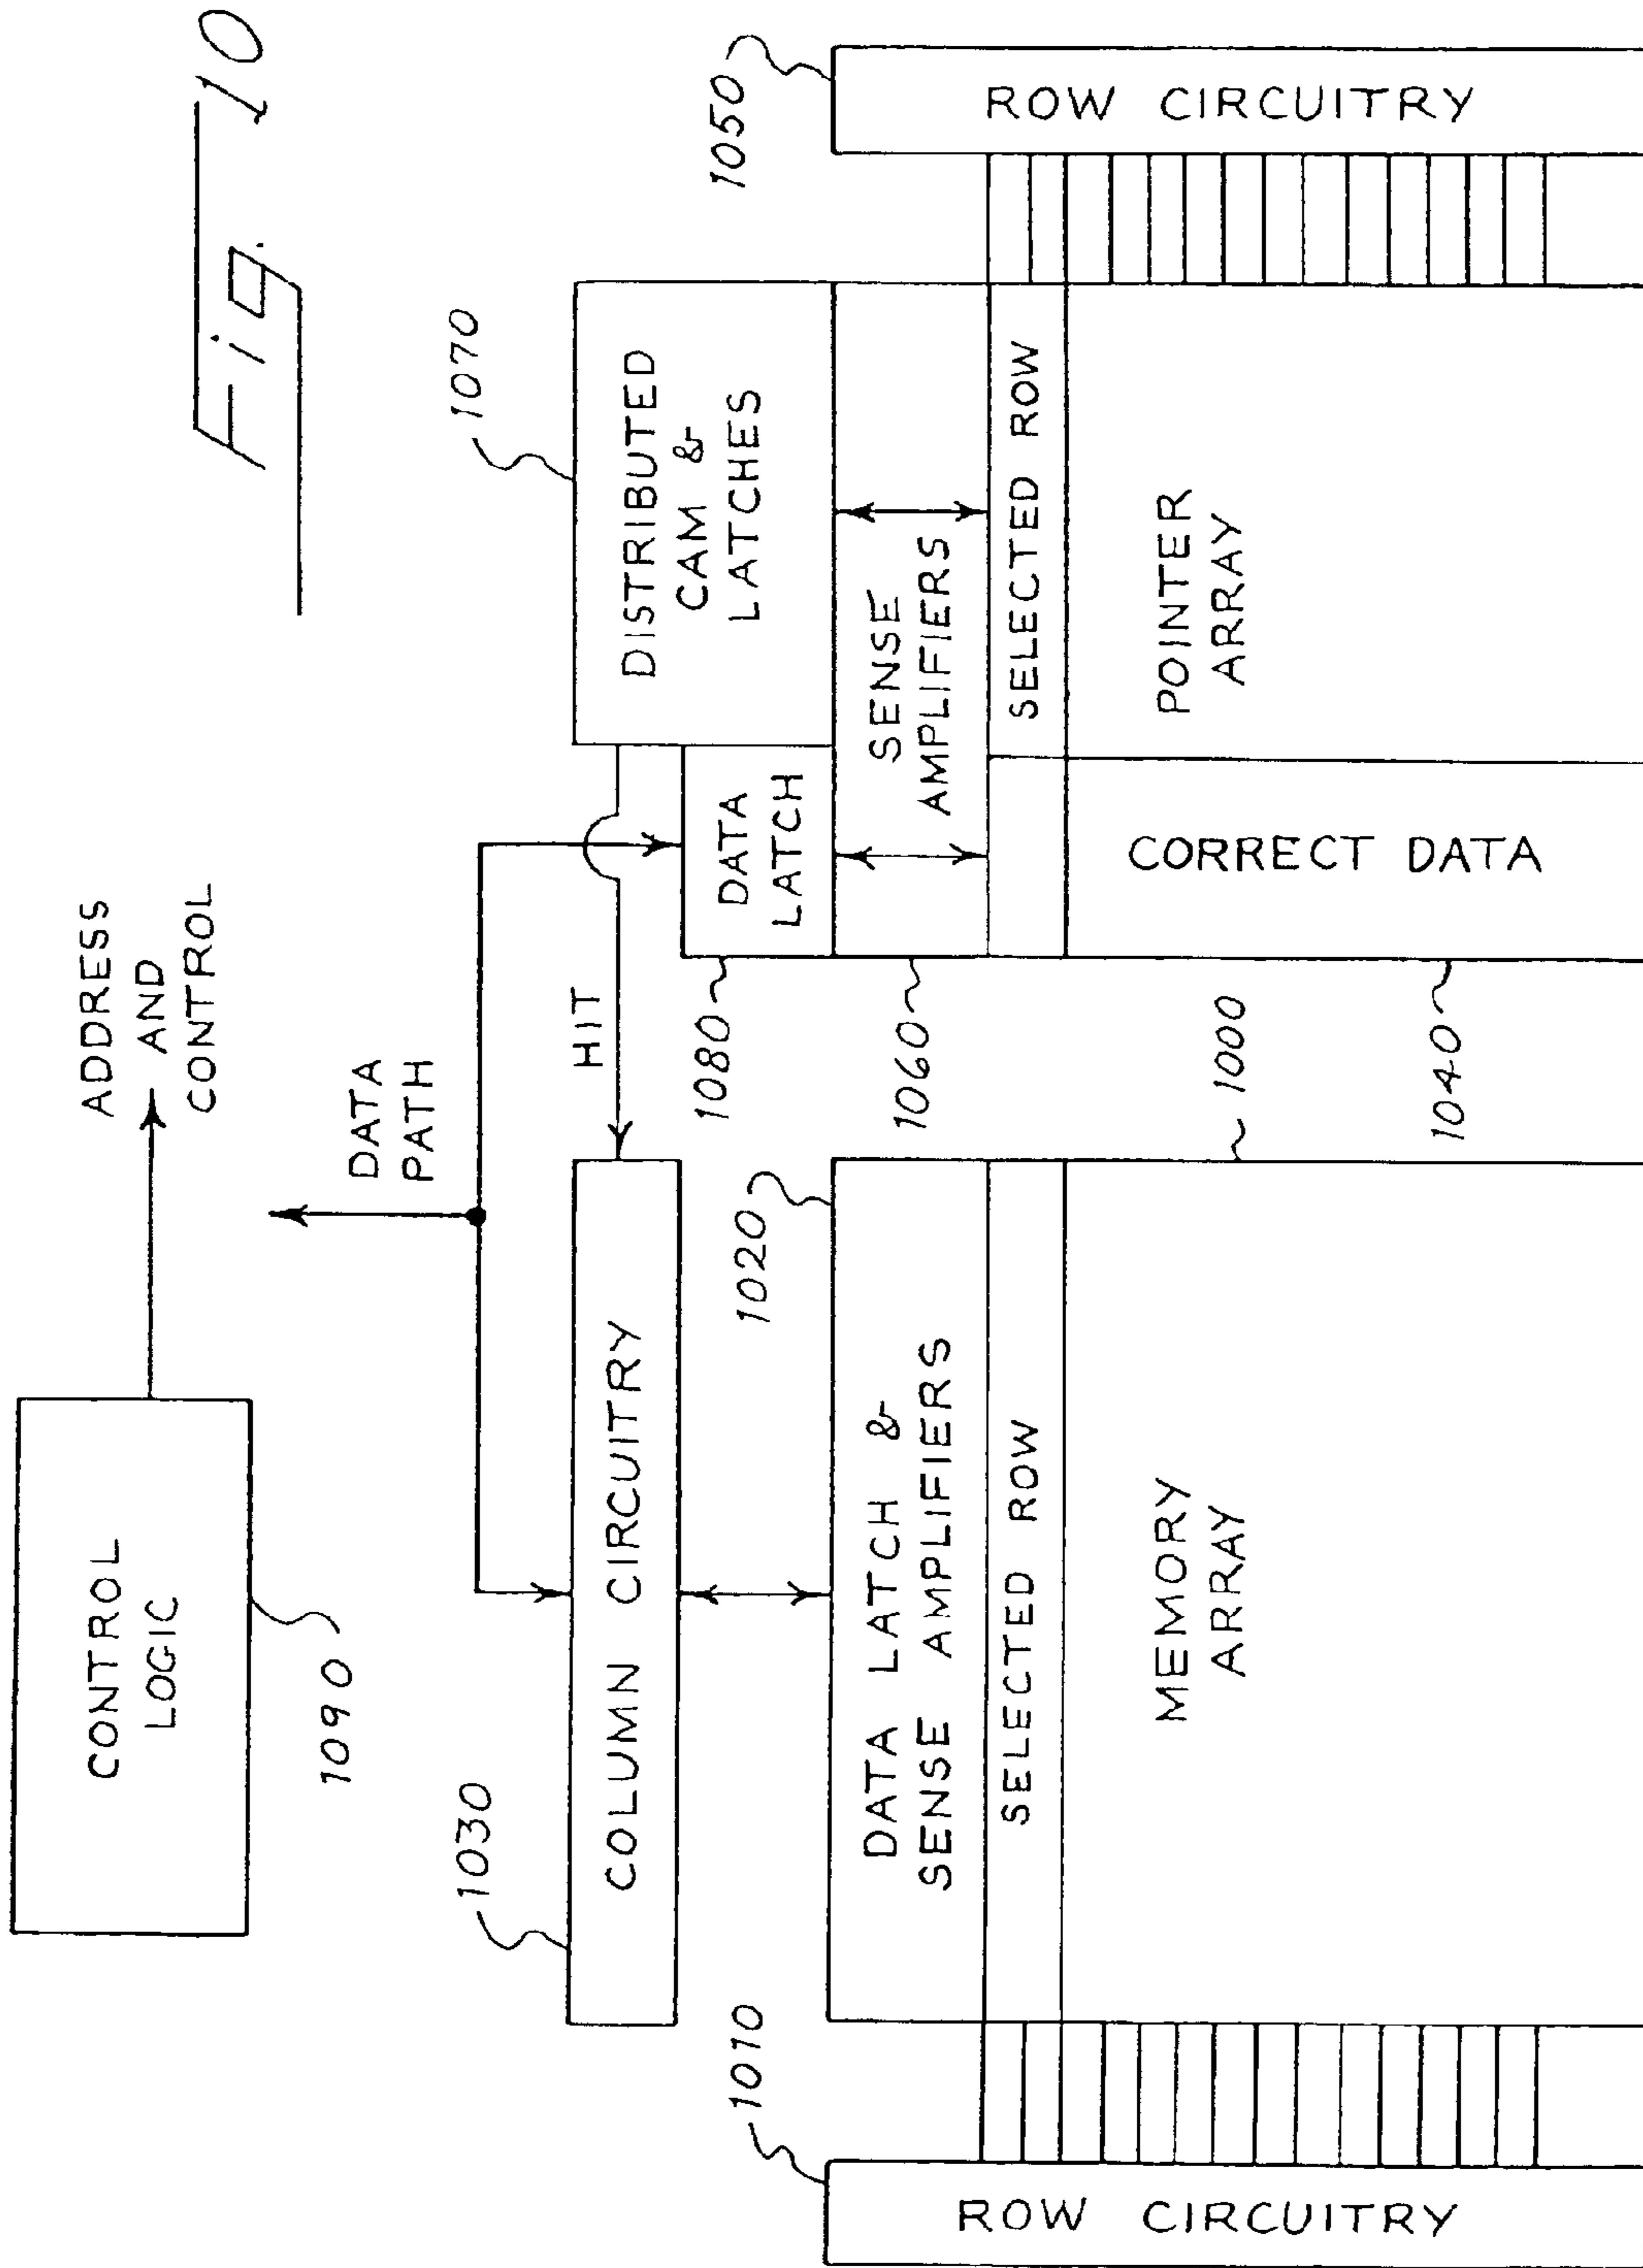 Fig. 10
CONTROL
LOGIC
1090
ADDRESS
AND
CONTROL
DATA
PATH
1030
COLUMN CIRCUITRY
HIT
1070
DISTRIBUTED
CAM &
LATCHES
DATA
LATCH
1080
1010
ROW CIRCUITRY
1020
DATA LATCH &
SENSE AMPLIFIERS
SELECTED ROW
MEMORY
ARRAY
1000
1060
SENSE
AMPLIFIERS
SELECTED ROW
1040
CORRECT DATA
POINTER
ARRAY
1050
ROW CIRCUITRY